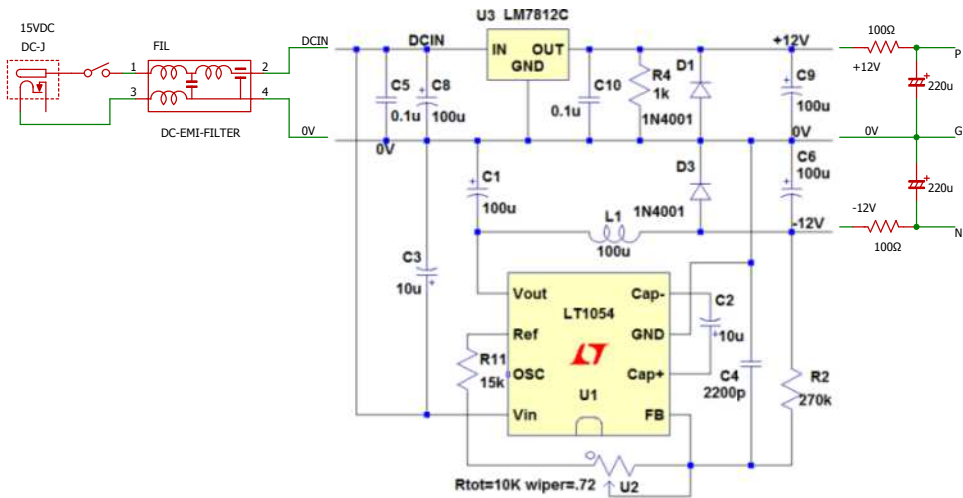 15VDC
DC-J
FIL
1
2
3
4
DC-EMI-FILTER
DCIN
0V
DCIN
U3 LM7812C
IN OUT
GND
+12V
C5
0.1u
C8
100u
C10
0.1u
R4
1k
D1
1N4001
C9
100u
0V
0V
100Ω
+12V
P
220u
0V
G
220u
-12V
100Ω
N
C1
100u
D3
1N4001
C6
100u
L1
100u
-12V
C3
10u
Vout
Cap-
LT1054
Ref
GND
OSC
Cap+
U1
Vin
FB
C2
10u
R11
15k
C4
2200p
R2
270k
Rtot=10K wiper=.72
U2